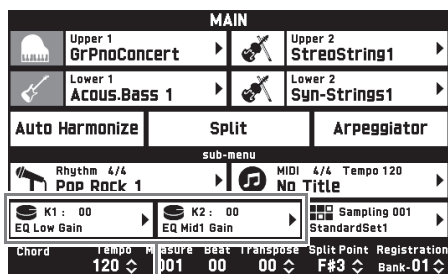 MAIN
Upper 1
GrPnoConcert
Upper 2
StreoString1
Lower 1
Acous.Bass 1
Lower 2
Syn-Strings1
Auto Harmonize Split Arpeggiator
sub-menu
Rhythm 4/4
Pop Rock 1
MIDI 4/4 Tempo 120
No Title
K1 : 00
EQ Low Gain
K2 : 00
EQ Mid1 Gain
Sampling 001
StandardSet1
Chord Tempo Measure Beat Transpose Split Point Registration
120 001 00 00 F#3 Bank-01